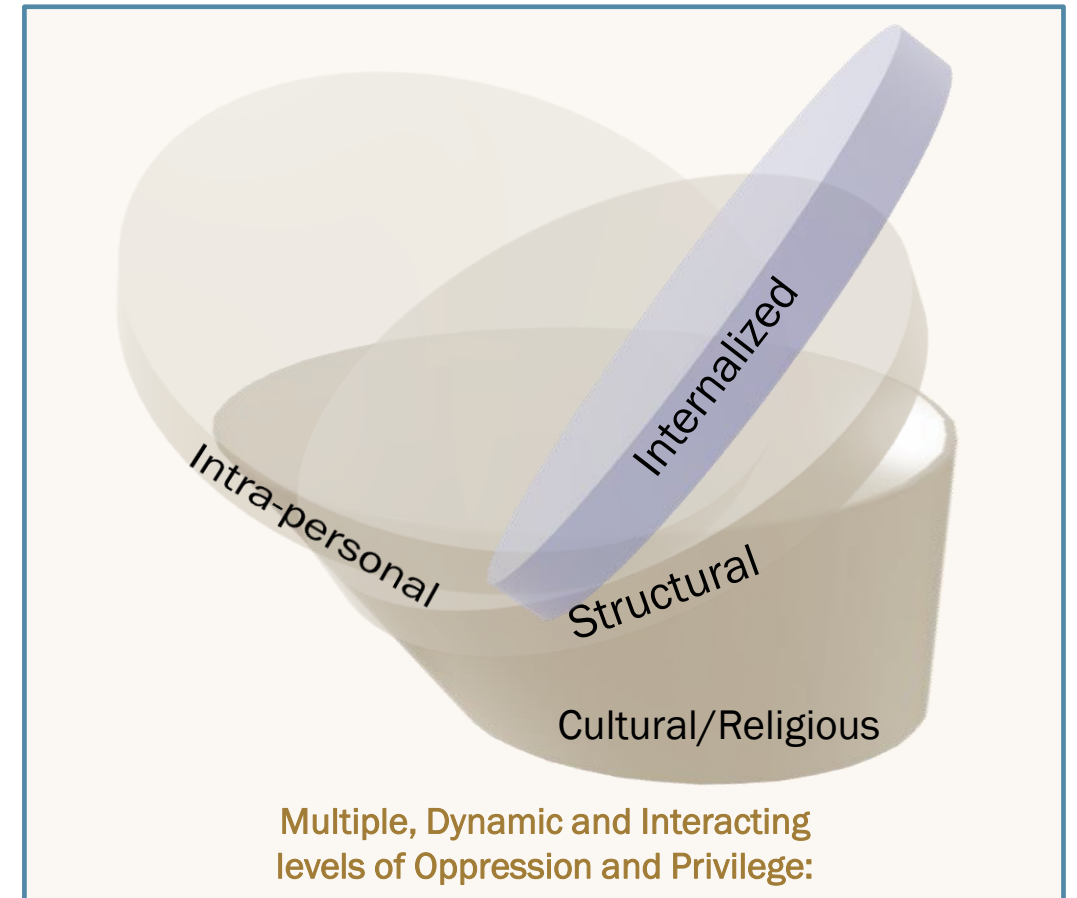 Internalized
Intra-personal
Structural
Cultural/Religious
Multiple, Dynamic and Interacting
levels of Oppression and Privilege: